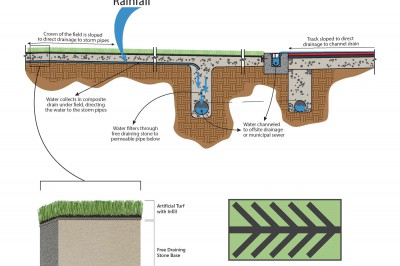 Rainfall
Crown of the field is sloped
to direct drainage to storm pipes
Track sloped to direct
drainage to channel drain
Water collects in composite
drain under field, directing
the water to the storm pipes
Water filters through
free draining stone to
permeable pipe below
Water channeled
to offsite drainage
or municipal sewer
Artificial Turf
with Infill
Free Draining
Stone Base